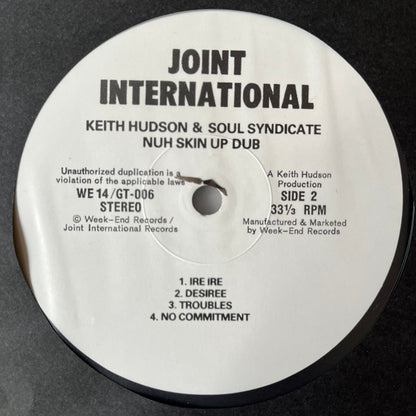 JOINT
INTERNATIONAL
KEITH HUDSON & SOUL SYNDICATE
NUH SKIN UP DUB
Unauthorized duplication is a
violation of the applicable laws
WE 14/GT-006
STEREO
© Week-End Records /
Joint International Records
A Keith Hudson
Production
SIDE 2
33⅓ RPM
Manufactured & Marketed
by Week-End Records
1. IRE IRE
2. DESIREE
3. TROUBLES
4. NO COMMITMENT